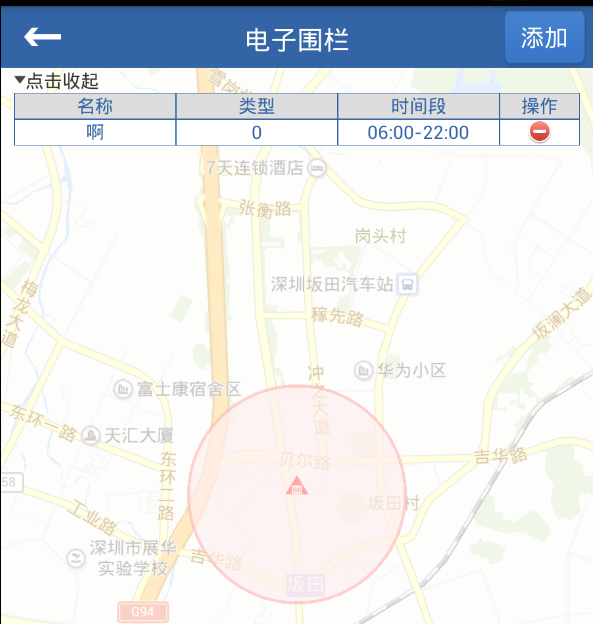 电子围栏
添加
▼点击收起
名称 类型 时间段 操作
啊 0 06:00-22:00
雪岗
7天连锁酒店
张衡路
岗头村
深圳坂田汽车站
梅龙大道
稼先路
坂澜大道
冲之大道
华为小区
富士康宿舍区
东环一路
天汇大厦
东环二路
贝尔路
吉华路
58
坂田村
工业路
深圳市展华
实验学校
吉华路
坂田
G94